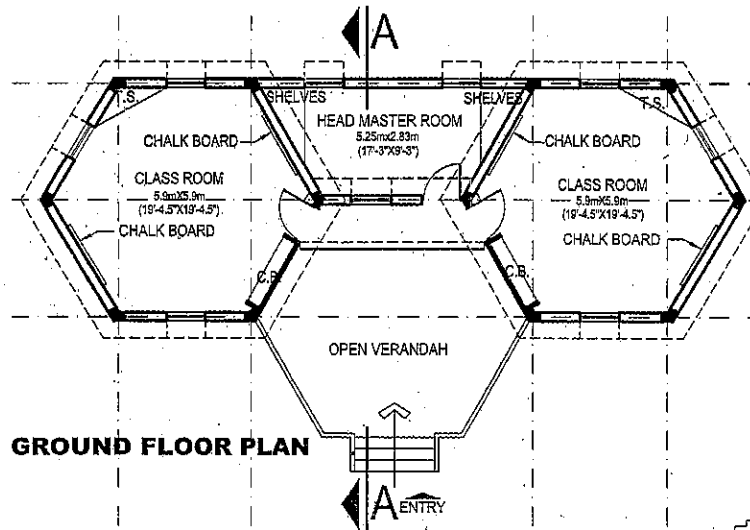 A
T.S.
SHELVES
SHELVES
T.S.
HEAD MASTER ROOM
5.25mx2.83m
(17'-3"X9'-3")
CHALK BOARD
CHALK BOARD
CLASS ROOM
5.9mX5.9m
(19'-4.5"X19'-4.5")
CLASS ROOM
5.9mX5.9m
(19'-4.5"X19'-4.5")
CHALK BOARD
CHALK BOARD
C.B.
C.B.
OPEN VERANDAH
GROUND FLOOR PLAN
A
ENTRY